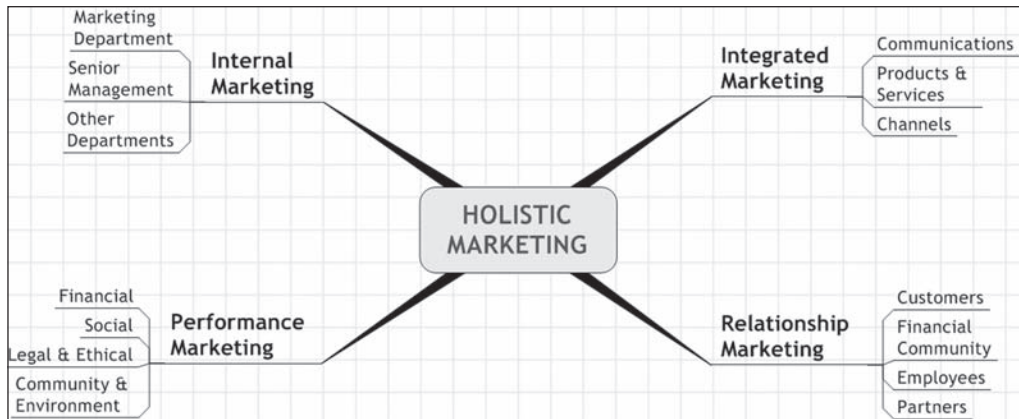 Marketing
Department
Senior
Management
Other
Departments
Internal
Marketing
Integrated
Marketing
Communications
Products &
Services
Channels
HOLISTIC
MARKETING
Financial
Social
Legal & Ethical
Community &
Environment
Performance
Marketing
Relationship
Marketing
Customers
Financial
Community
Employees
Partners